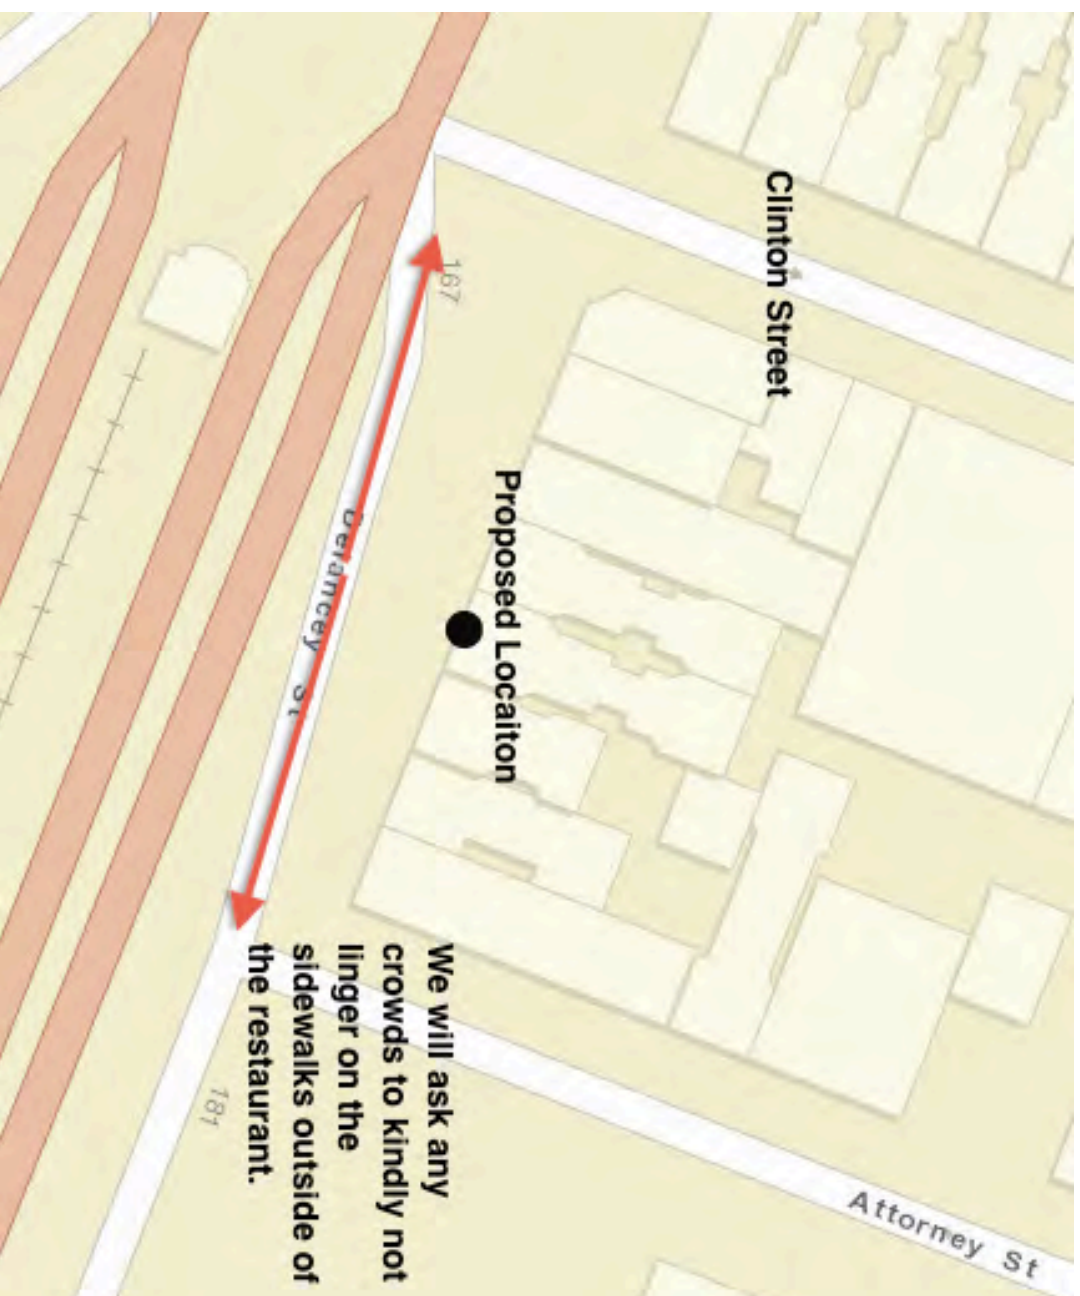 Clinton Street
167
Proposed Locaiton
Delancey St
We will ask any
crowds to kindly not
linger on the
sidewalks outside of
the restaurant.
181
Attorney St